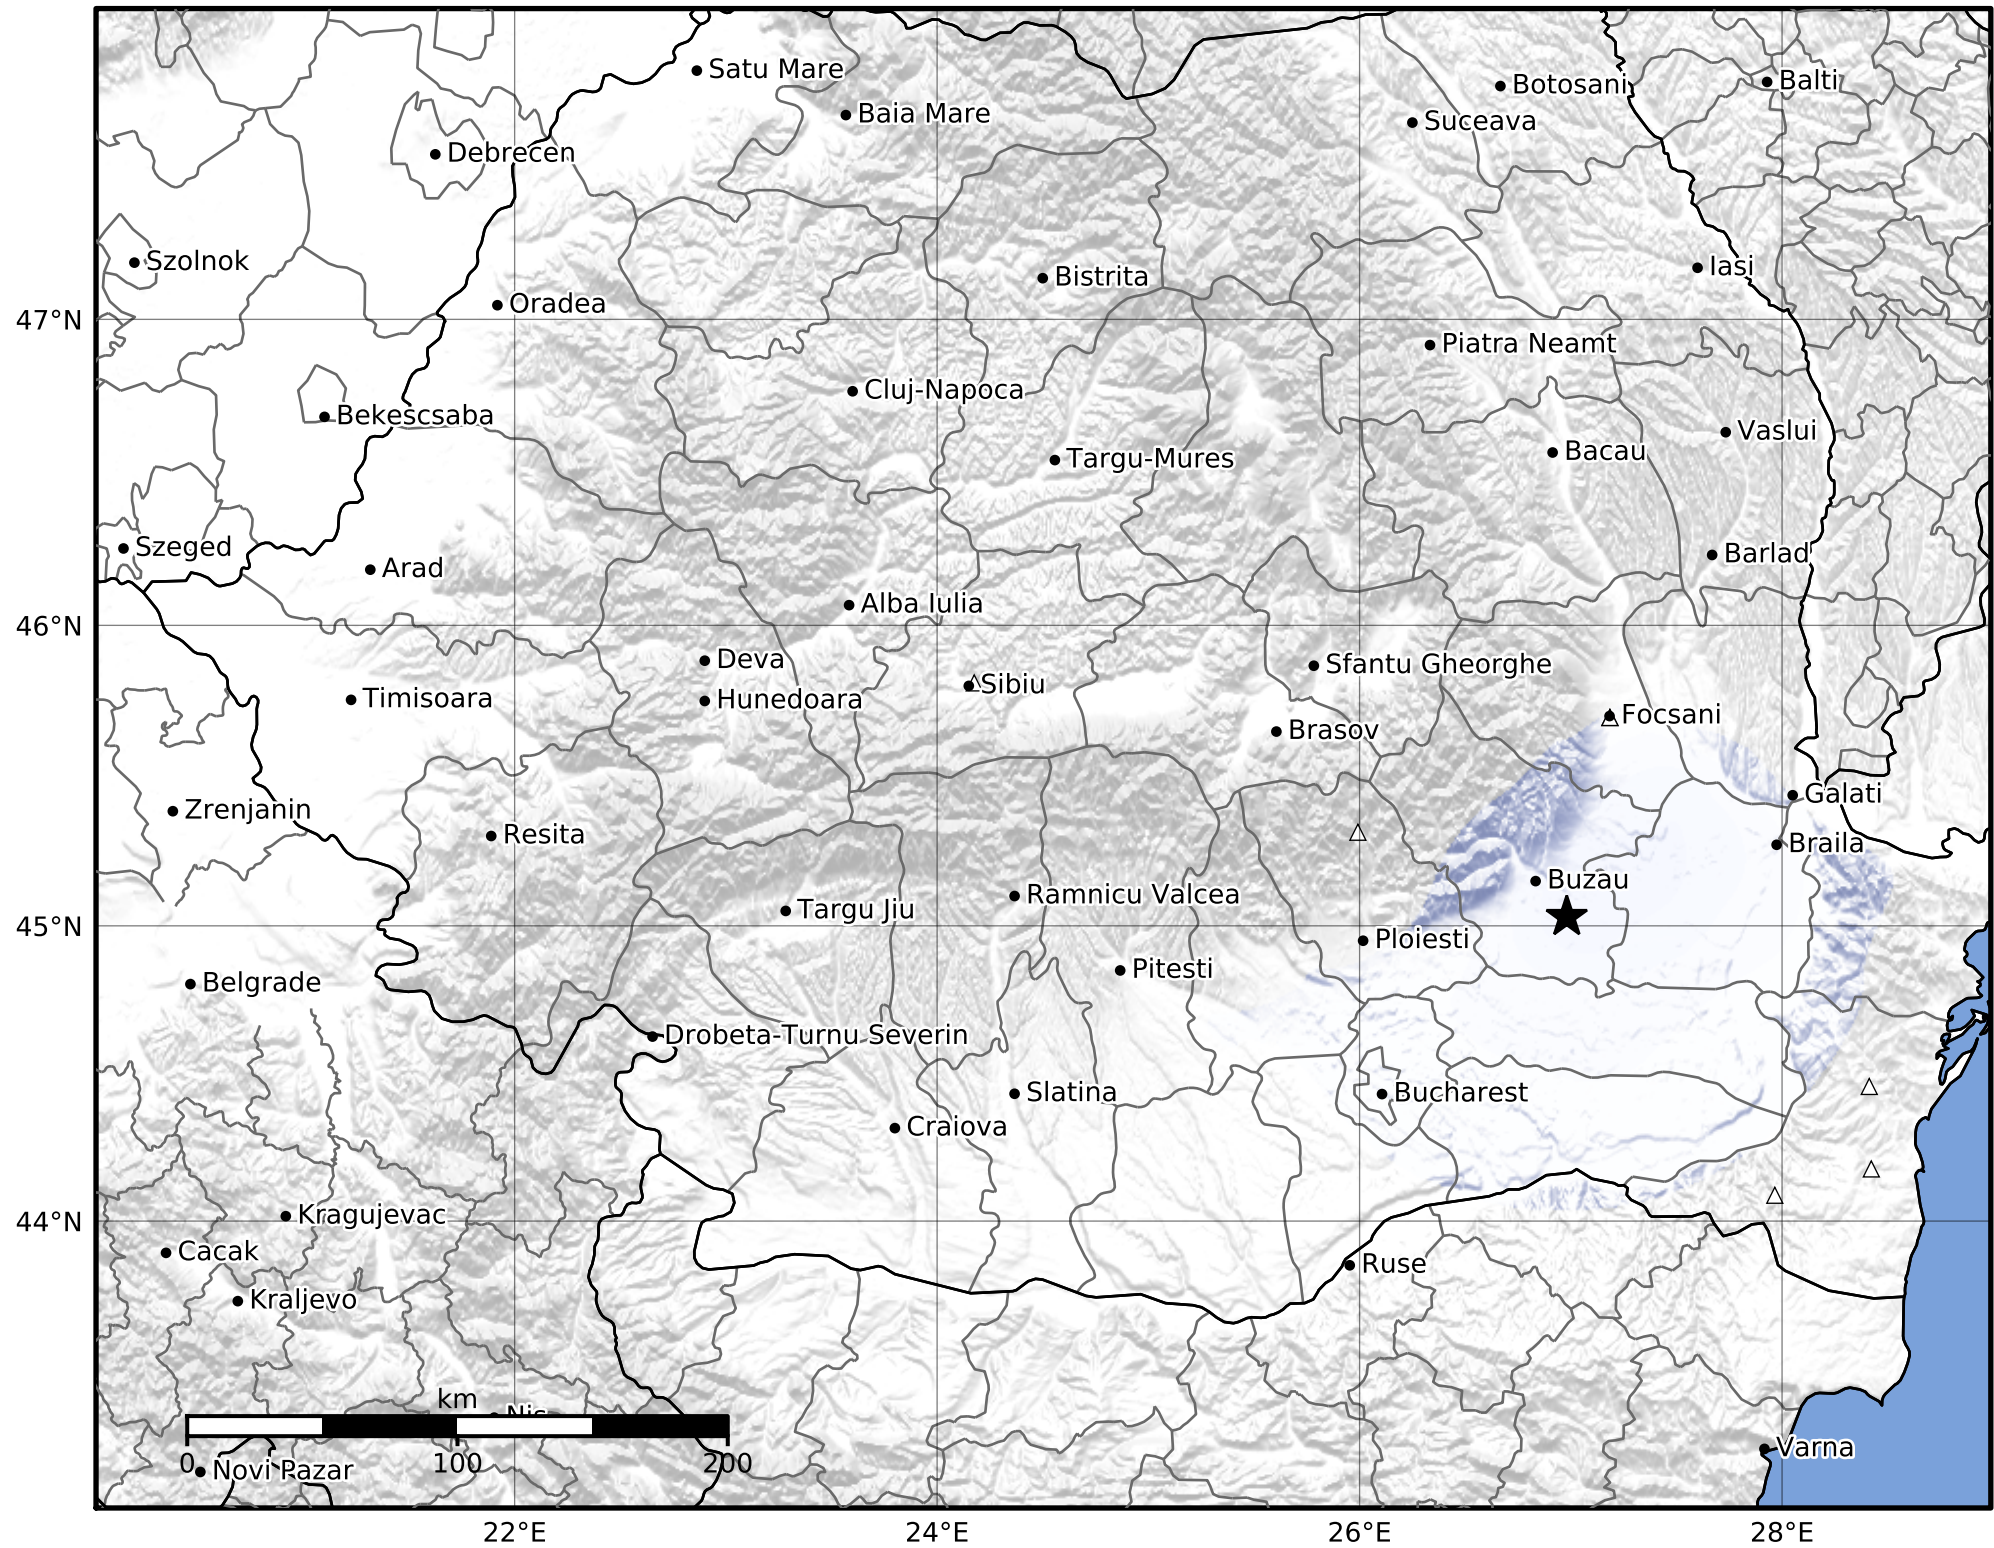 Satu Mare
Botosani
Balti
Baia Mare
Suceava
Debrecen
Szolnok
Iasi
Bistrita
Oradea
47°N
Piatra Neamt
Cluj-Napoca
Bekescsaba
Vaslui
Bacau
Targu-Mures
Szeged
Barlad
Arad
Alba Iulia
46°N
Deva
Sfantu Gheorghe
Sibiu
Timisoara
Hunedoara
Focsani
Brasov
Galati
Zrenjanin
Resita
Braila
Buzau
Ramnicu Valcea
Targu Jiu
45°N
Ploiesti
Pitesti
Belgrade
Drobeta-Turnu Severin
Slatina
Bucharest
Craiova
Kragujevac
44°N
Cacak
Ruse
Kraljevo
km
Nis
Varna
0 100 200
Novi Pazar
22°E 24°E 26°E 28°E